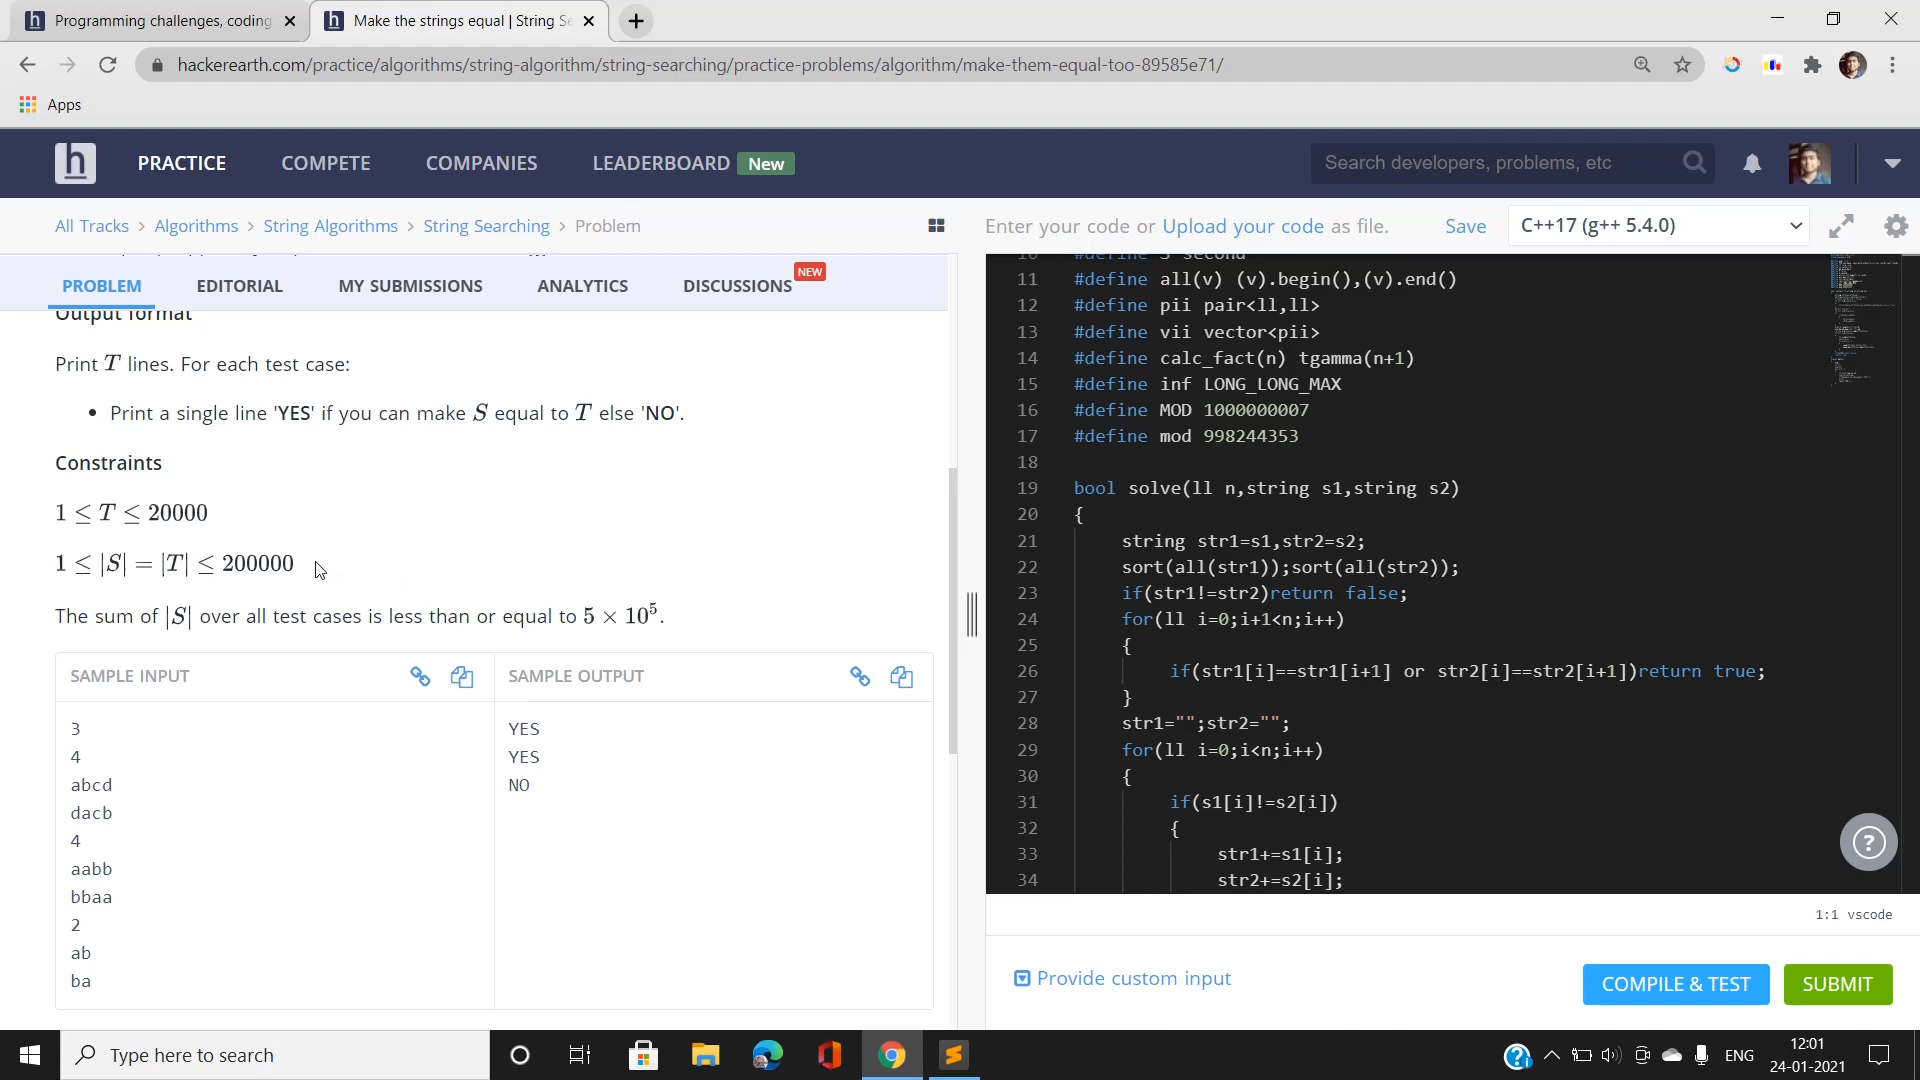 Programming challenges, coding
Make the strings equal | String Se
hackerearth.com/practice/algorithms/string-algorithm/string-searching/practice-problems/algorithm/make-them-equal-too-89585e71/
Apps
h PRACTICE COMPETE COMPANIES LEADERBOARD New
Search developers, problems, etc
All Tracks > Algorithms > String Algorithms > String Searching > Problem
Enter your code or Upload your code as file. Save C++17 (g++ 5.4.0)
PROBLEM EDITORIAL MY SUBMISSIONS ANALYTICS DISCUSSIONS NEW
Output format
Print T lines. For each test case:
• Print a single line 'YES' if you can make S equal to T else 'NO'.
Constraints
1 ≤ T ≤ 20000
1 ≤ |S| = |T| ≤ 200000
The sum of |S| over all test cases is less than or equal to 5 × 10⁵.
SAMPLE INPUT
3
4
abcd
dacb
4
aabb
bbaa
2
ab
ba
SAMPLE OUTPUT
YES
YES
NO
10 #define S second
11 #define all(v) (v).begin(),(v).end()
12 #define pii pair<ll,ll>
13 #define vii vector<pii>
14 #define calc_fact(n) tgamma(n+1)
15 #define inf LONG_LONG_MAX
16 #define MOD 1000000007
17 #define mod 998244353
18
19 bool solve(ll n,string s1,string s2)
20 {
21 string str1=s1,str2=s2;
22 sort(all(str1));sort(all(str2));
23 if(str1!=str2)return false;
24 for(ll i=0;i+1<n;i++)
25 {
26 if(str1[i]==str1[i+1] or str2[i]==str2[i+1])return true;
27 }
28 str1="";str2="";
29 for(ll i=0;i<n;i++)
30 {
31 if(s1[i]!=s2[i])
32 {
33 str1+=s1[i];
34 str2+=s2[i];
?
1:1 vscode
Provide custom input
COMPILE & TEST SUBMIT
Type here to search
ENG
12:01
24-01-2021